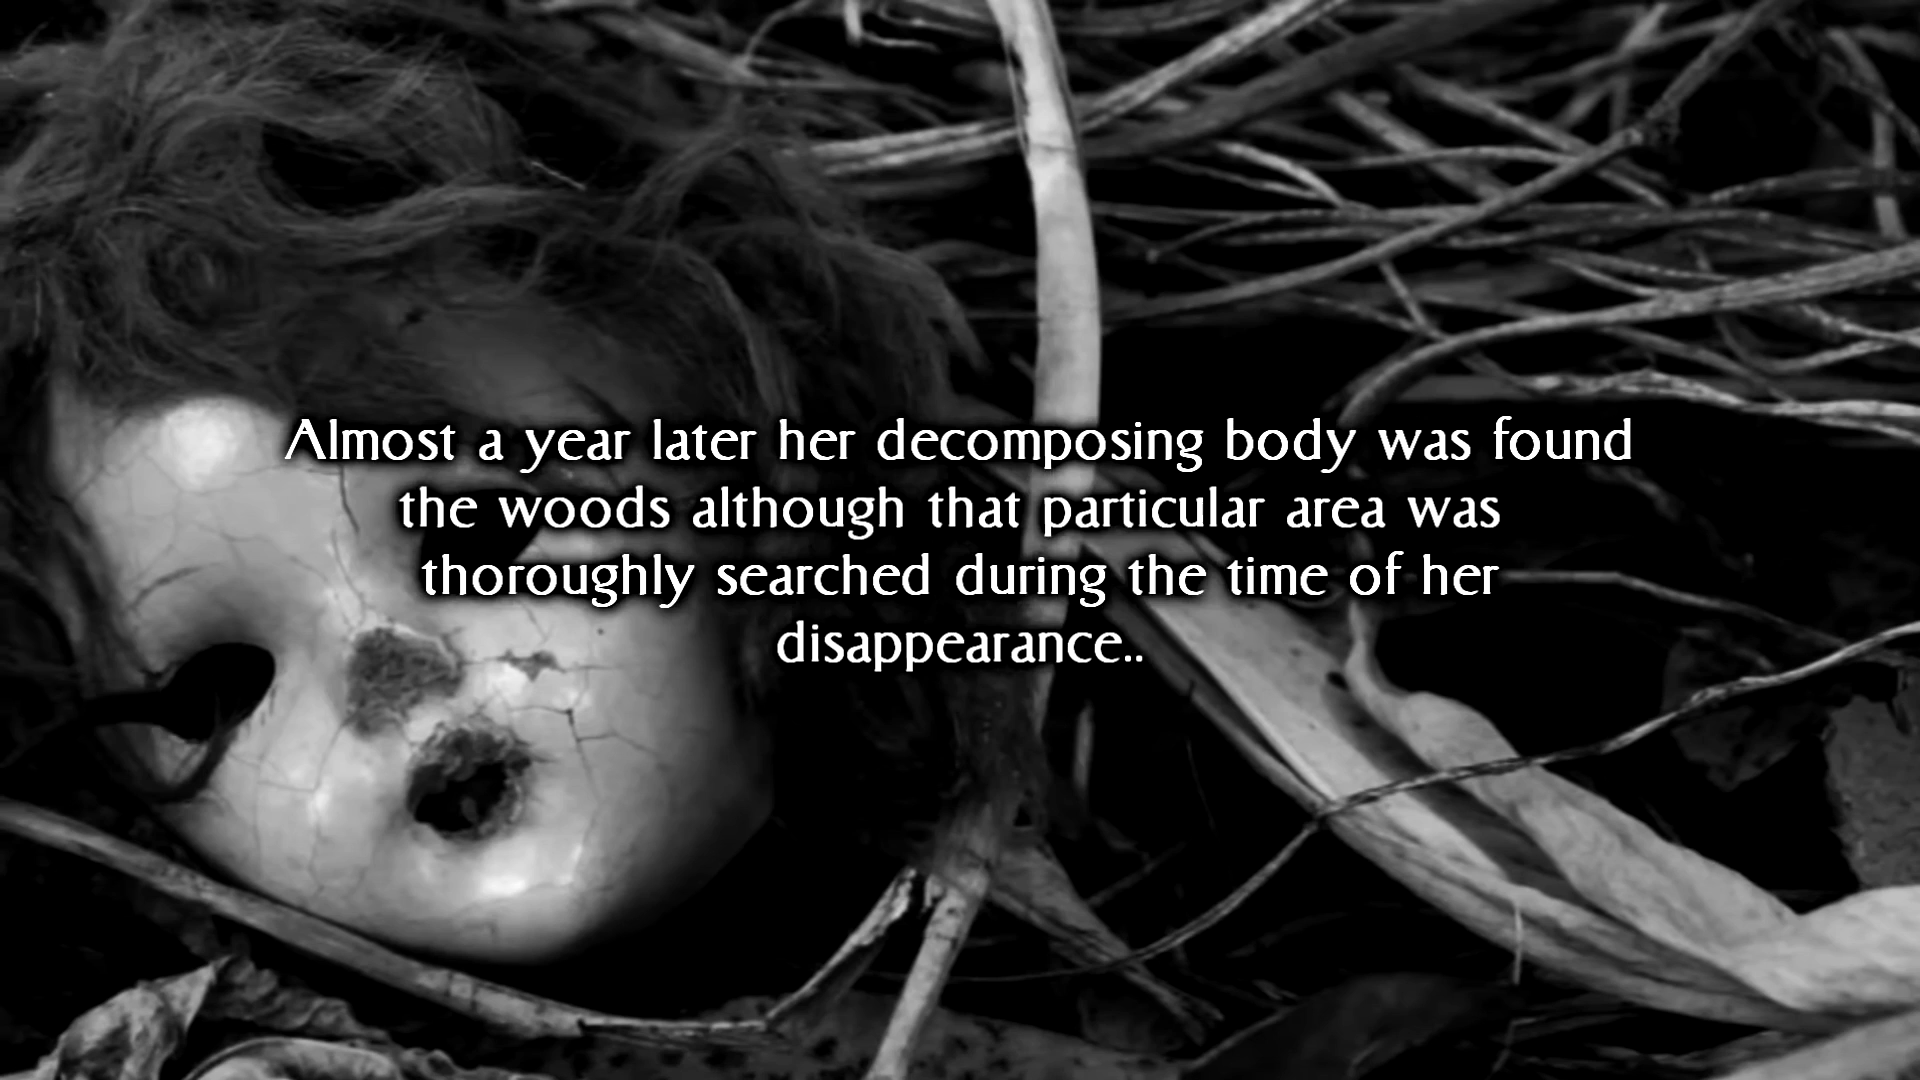 Almost a year later her decomposing body was found
the woods although that particular area was
thoroughly searched during the time of her
disappearance..